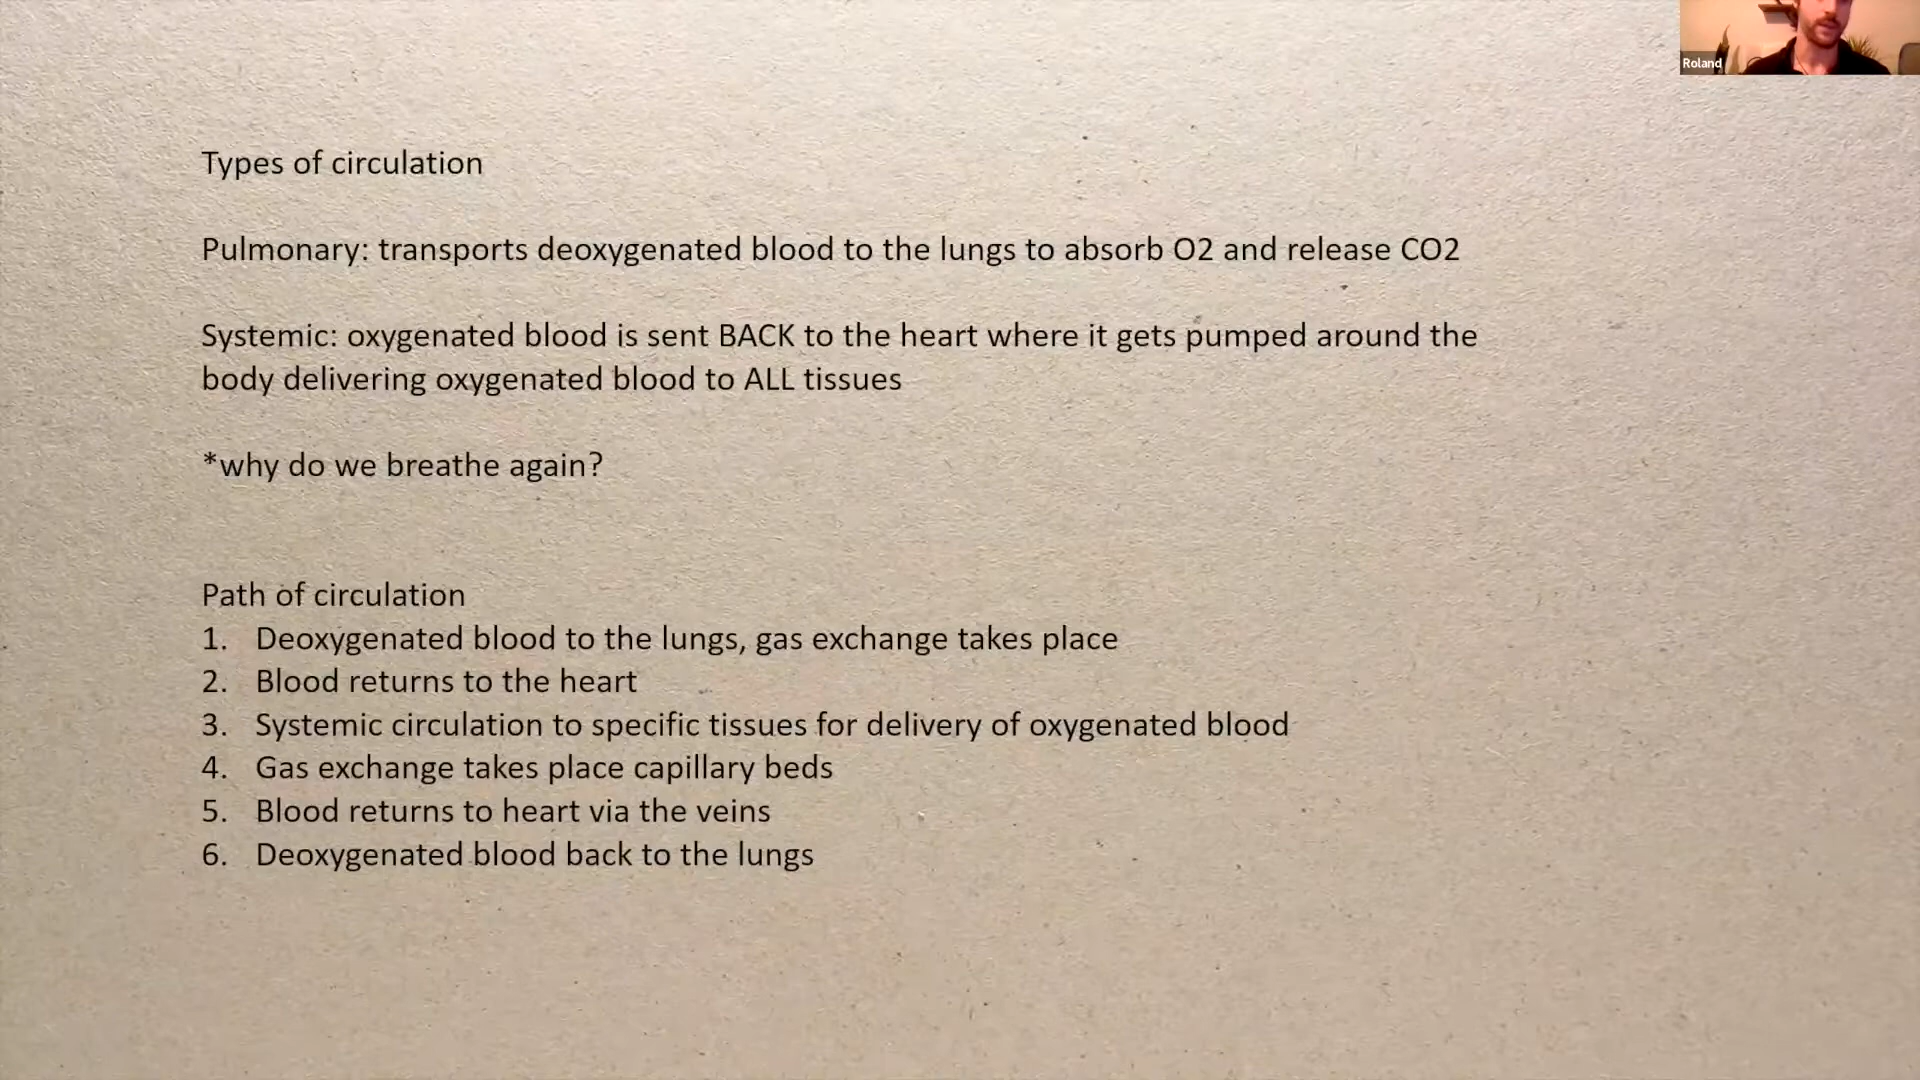 Roland
Types of circulation
Pulmonary: transports deoxygenated blood to the lungs to absorb O2 and release CO2
Systemic: oxygenated blood is sent BACK to the heart where it gets pumped around the
body delivering oxygenated blood to ALL tissues
*why do we breathe again?
Path of circulation
1. Deoxygenated blood to the lungs, gas exchange takes place
2. Blood returns to the heart
3. Systemic circulation to specific tissues for delivery of oxygenated blood
4. Gas exchange takes place capillary beds
5. Blood returns to heart via the veins
6. Deoxygenated blood back to the lungs